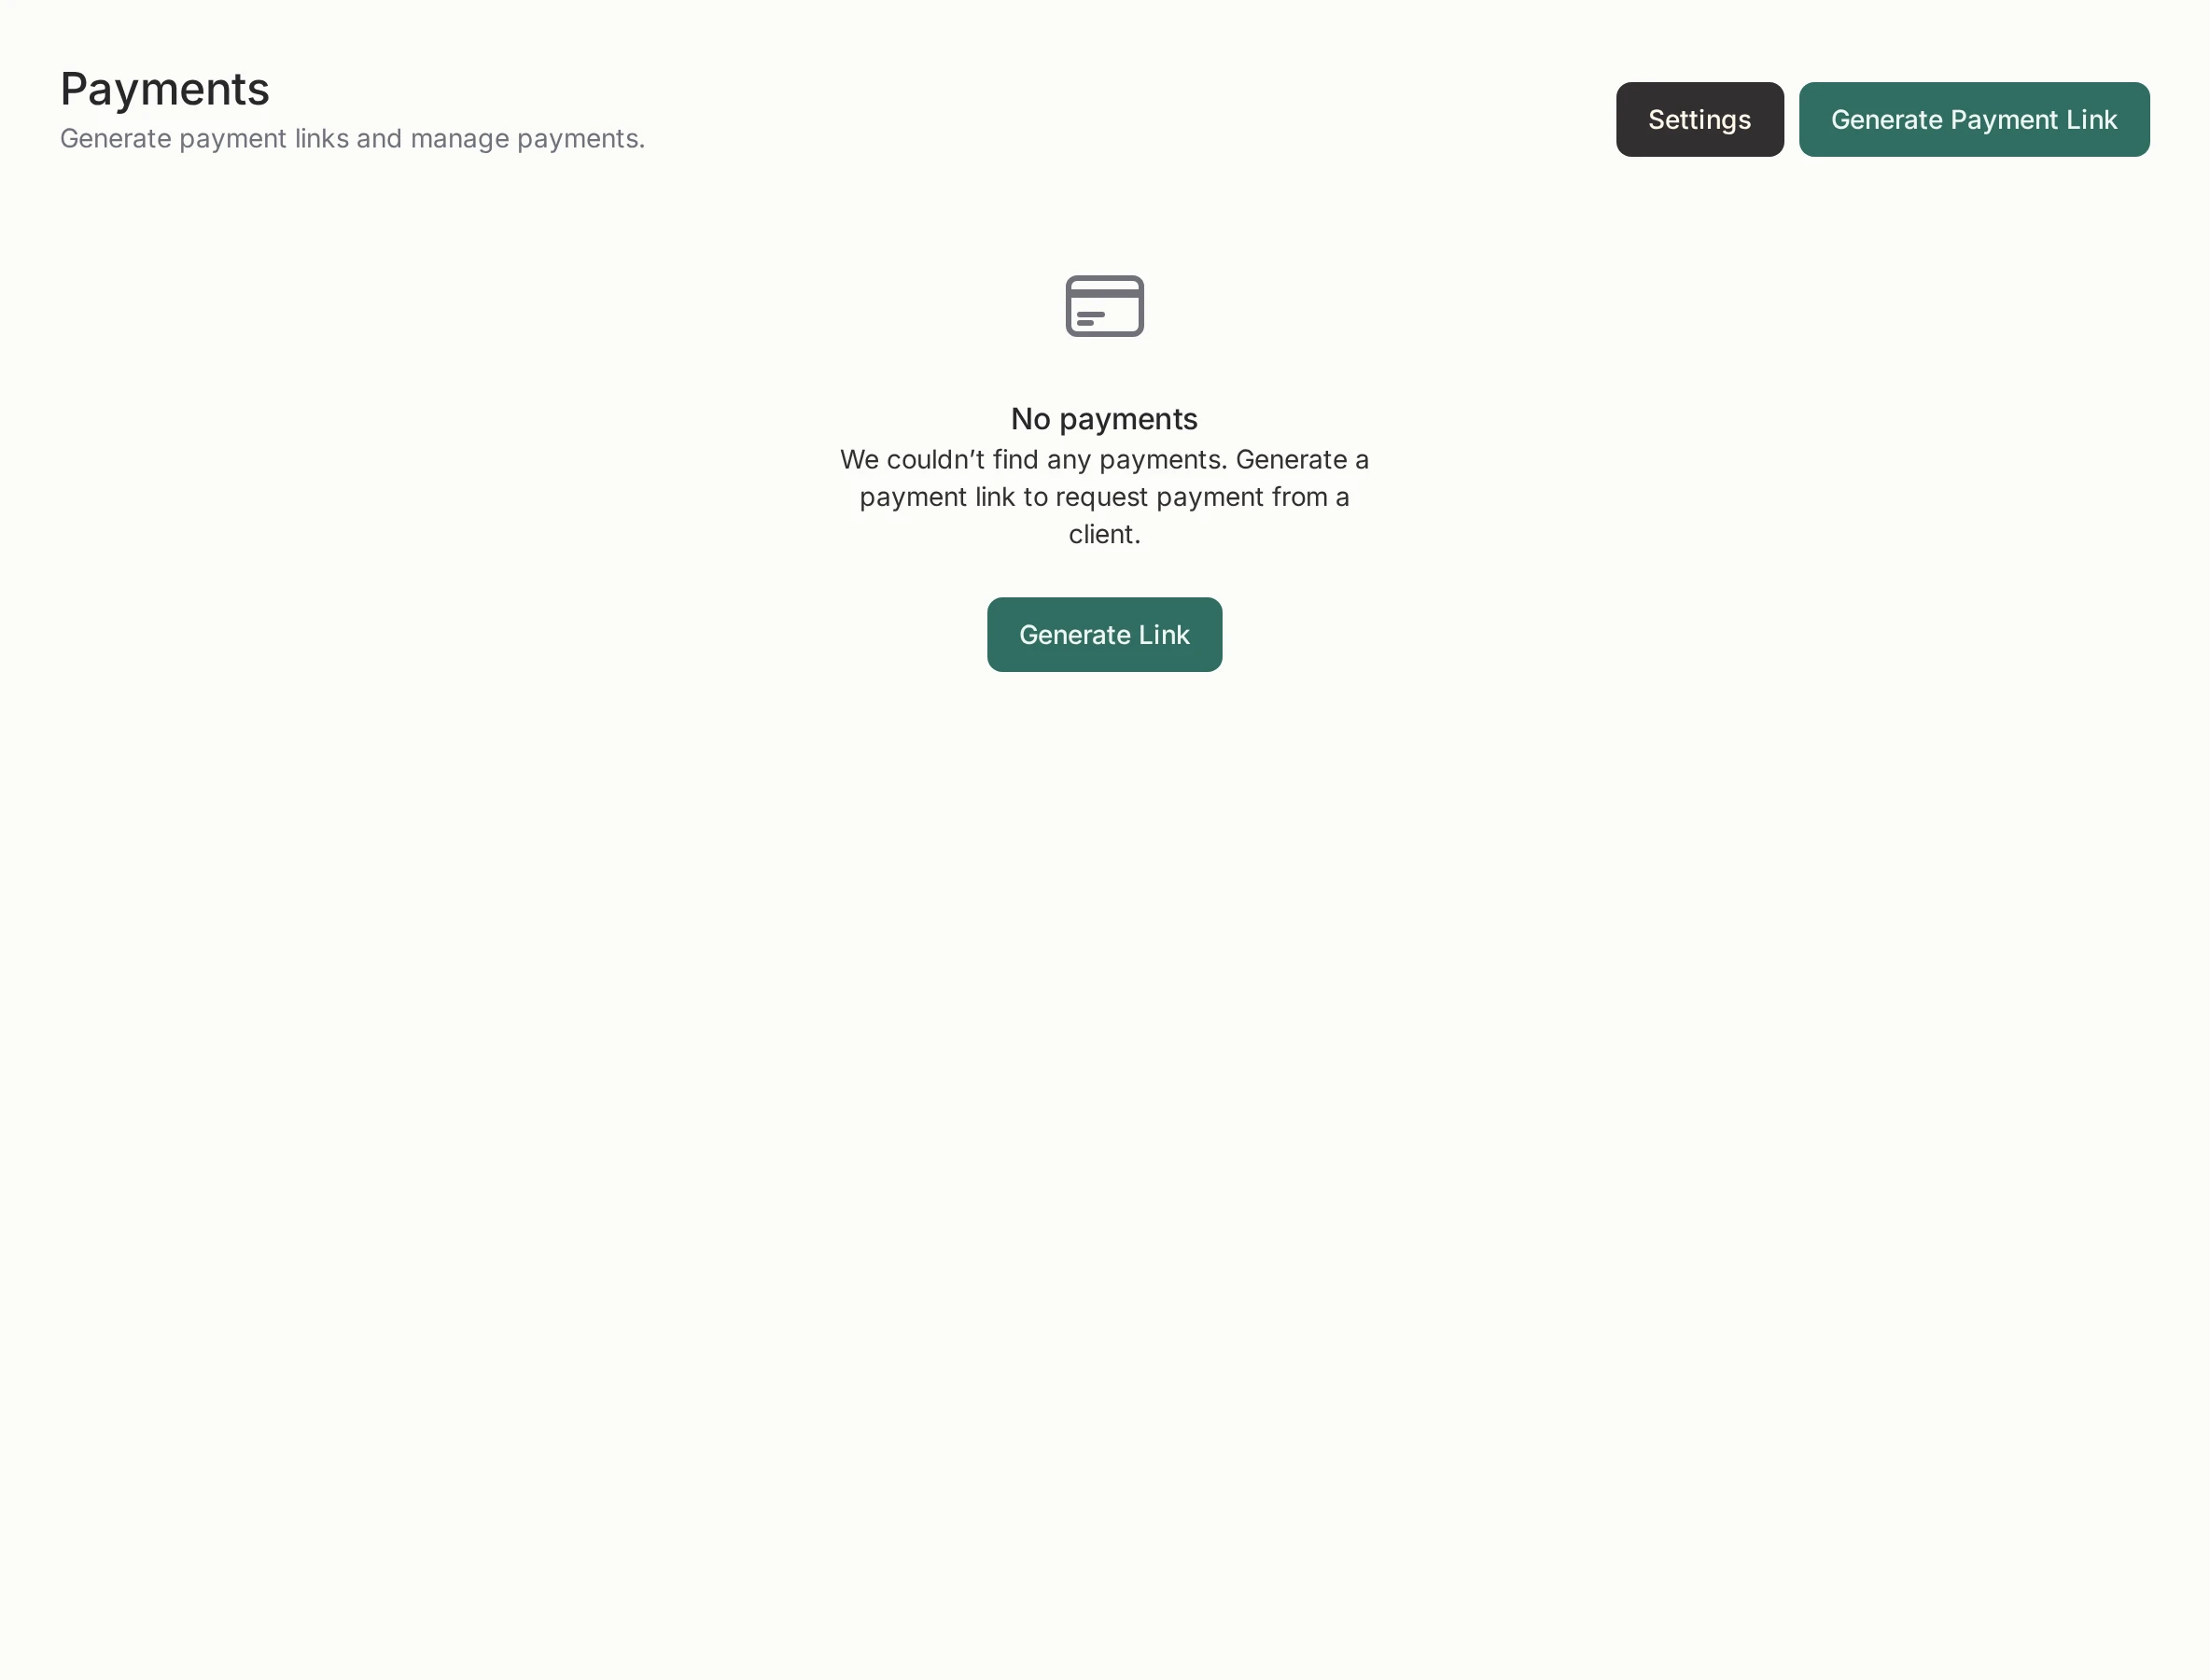 Payments
Generate payment links and manage payments.
Settings
Generate Payment Link
No payments
We couldn’t find any payments. Generate a
payment link to request payment from a
client.
Generate Link